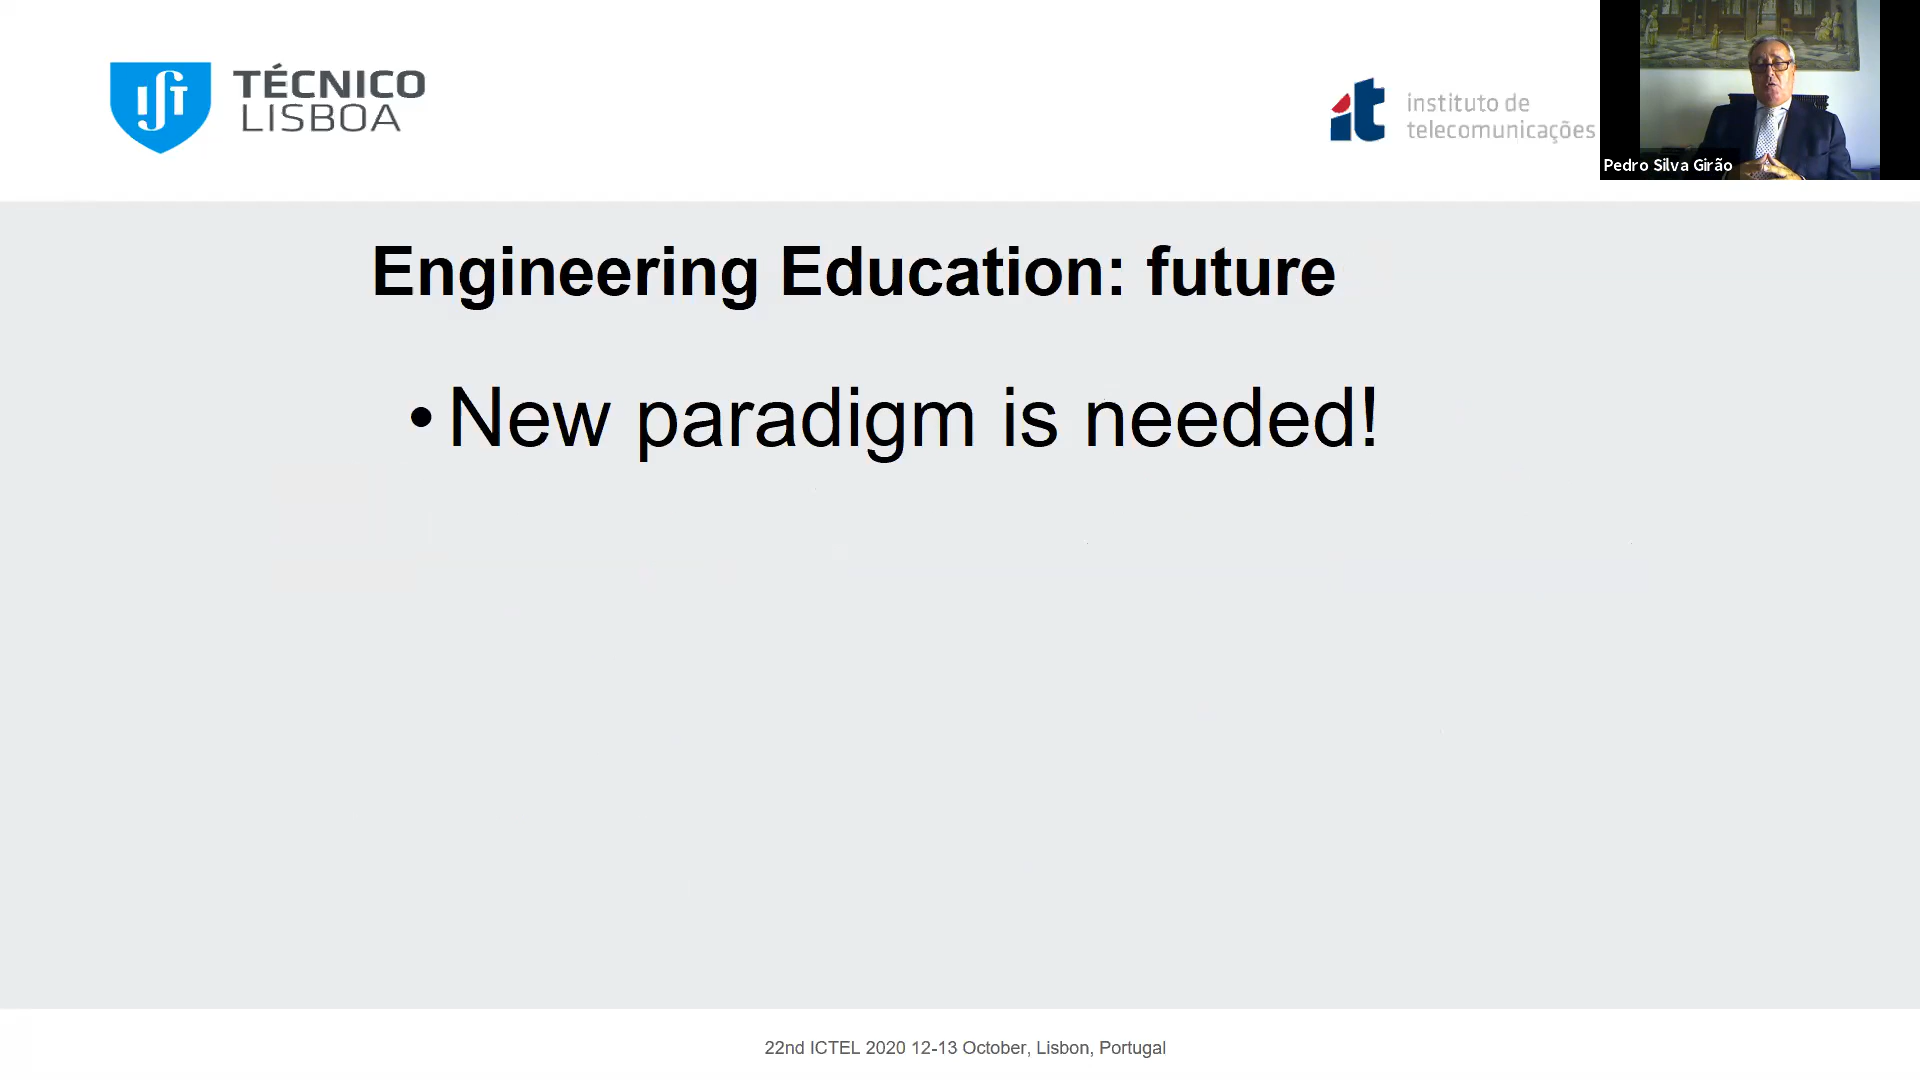 TÉCNICO
LISBOA
instituto de
telecomunicações
Pedro Silva Girão
Engineering Education: future
• New paradigm is needed!
22nd ICTEL 2020 12-13 October, Lisbon, Portugal